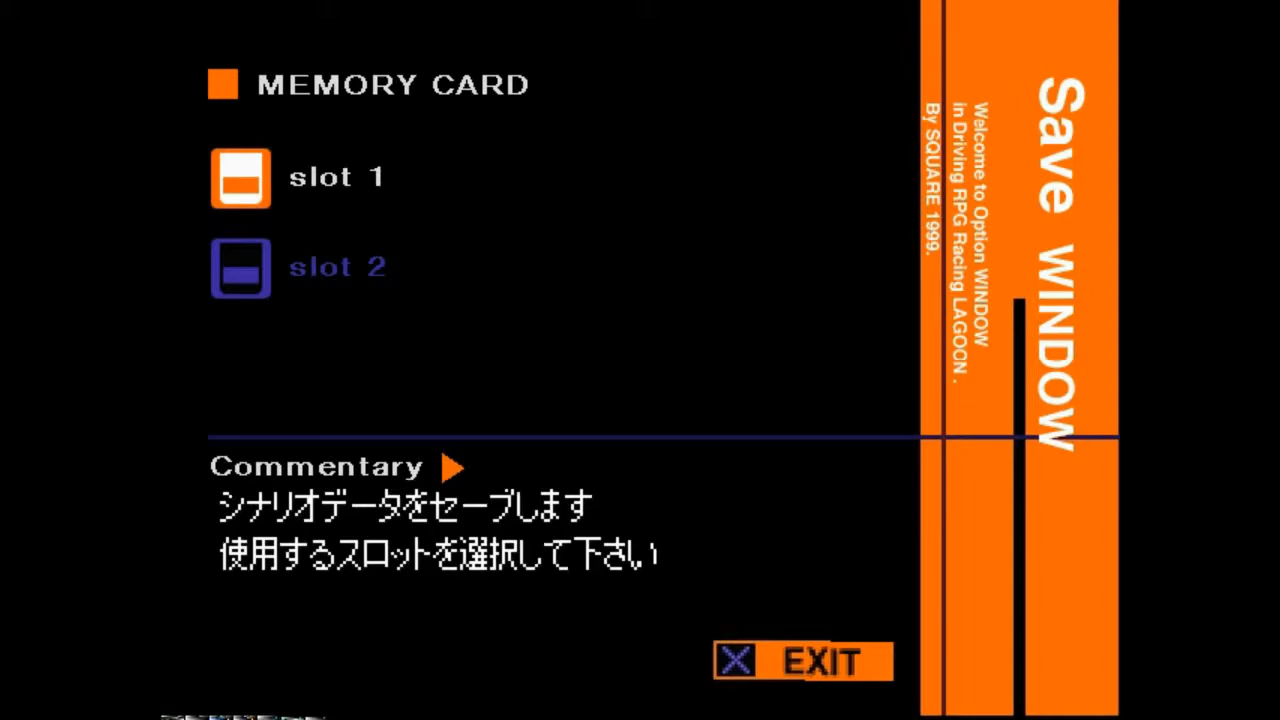 MEMORY CARD
slot 1
slot 2
Commentary
シナリオデータをセーブします
使用するスロットを選択して下さい
EXIT
Save WINDOW
Welcome to Option WINDOW
in Driving RPG Racing LAGOCN .
By SQUARE 1999.